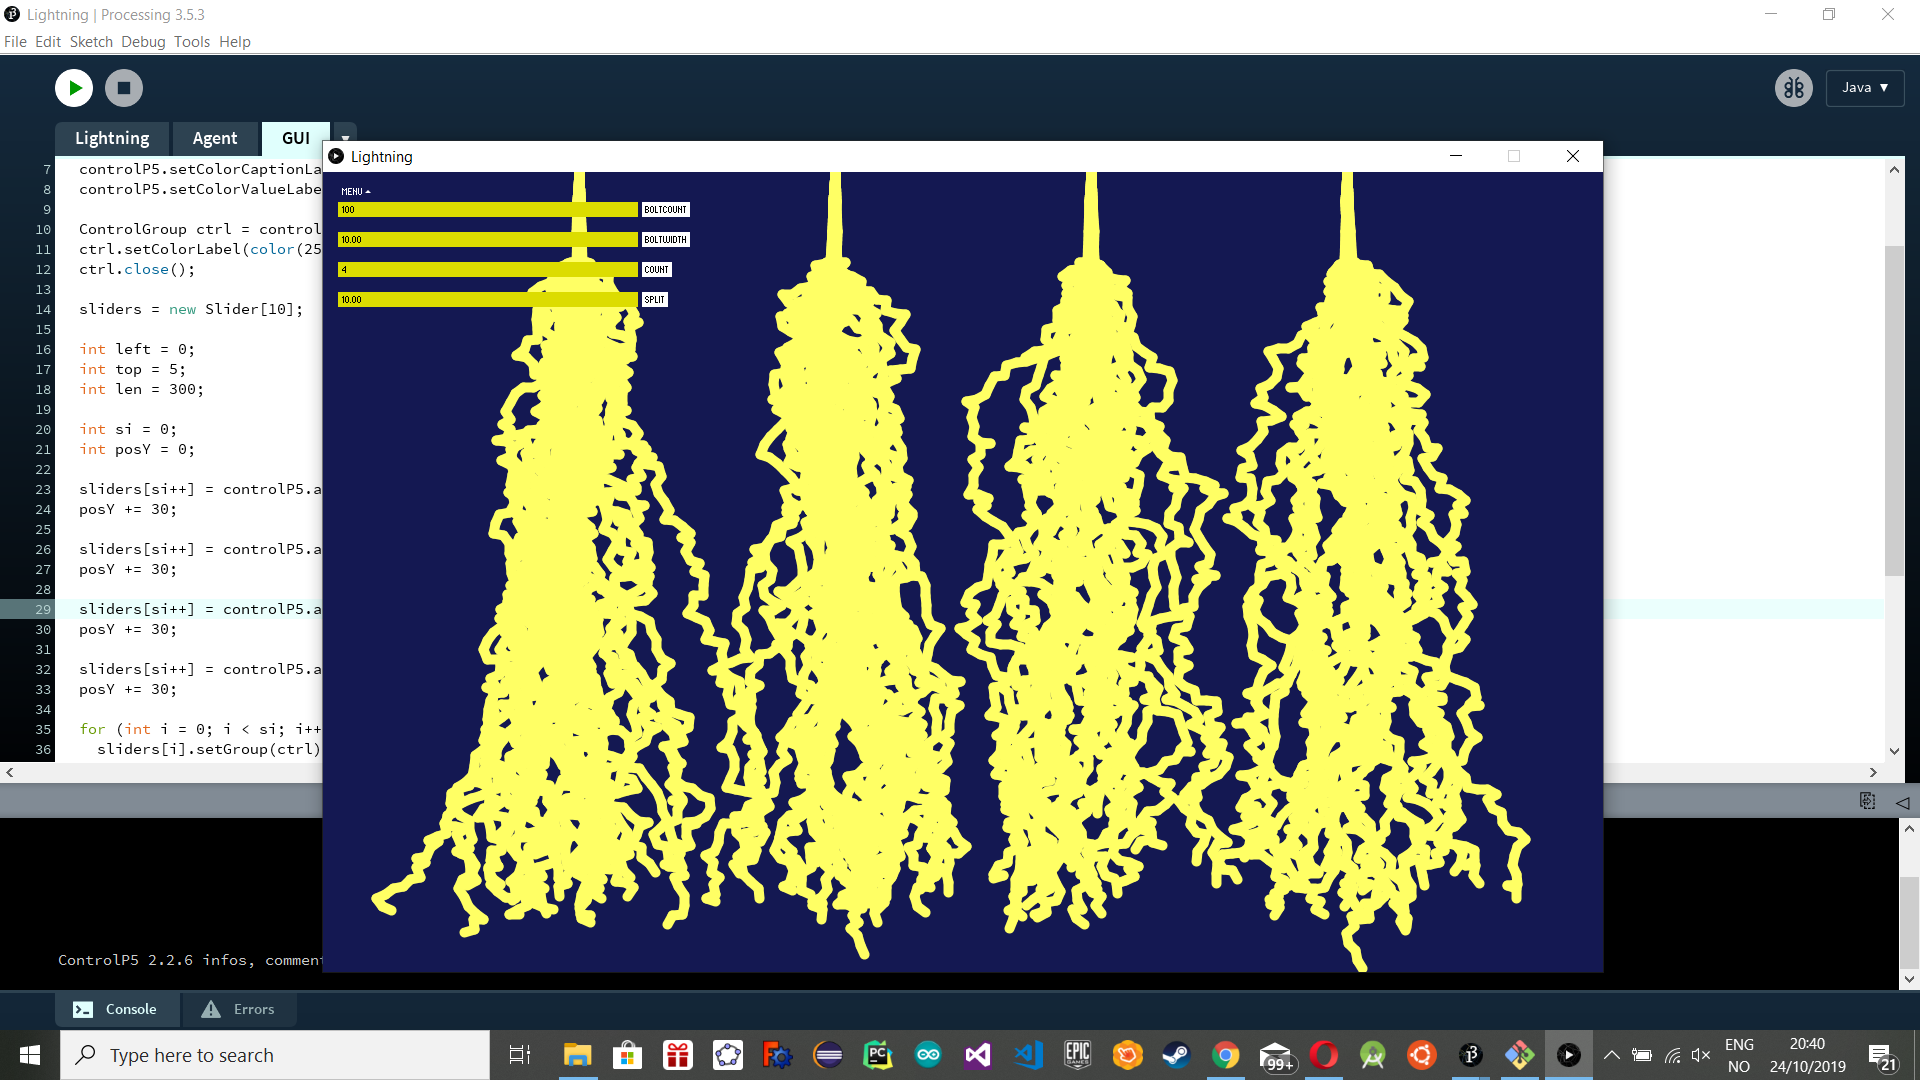 Lightning | Processing 3.5.3
File Edit Sketch Debug Tools Help
Java ▼
Lightning Agent GUI ▼
7 controlP5.setColorCaptionLa
8 controlP5.setColorValueLabe
9
10 ControlGroup ctrl = control
11 ctrl.setColorLabel(color(25
12 ctrl.close();
13
14 sliders = new Slider[10];
15
16 int left = 0;
17 int top = 5;
18 int len = 300;
19
20 int si = 0;
21 int posY = 0;
22
23 sliders[si++] = controlP5.a
24 posY += 30;
25
26 sliders[si++] = controlP5.a
27 posY += 30;
28
29 sliders[si++] = controlP5.a
30 posY += 30;
31
32 sliders[si++] = controlP5.a
33 posY += 30;
34
35 for (int i = 0; i < si; i++
36 sliders[i].setGroup(ctrl)
Lightning
MENU
100 BOLTCOUNT
10.00 BOLTWIDTH
4 COUNT
10.00 SPLIT
ControlP5 2.2.6 infos, commen
Console Errors
Type here to search
PC
EPIC GAMES
99+
ENG
NO
20:40
24/10/2019
21